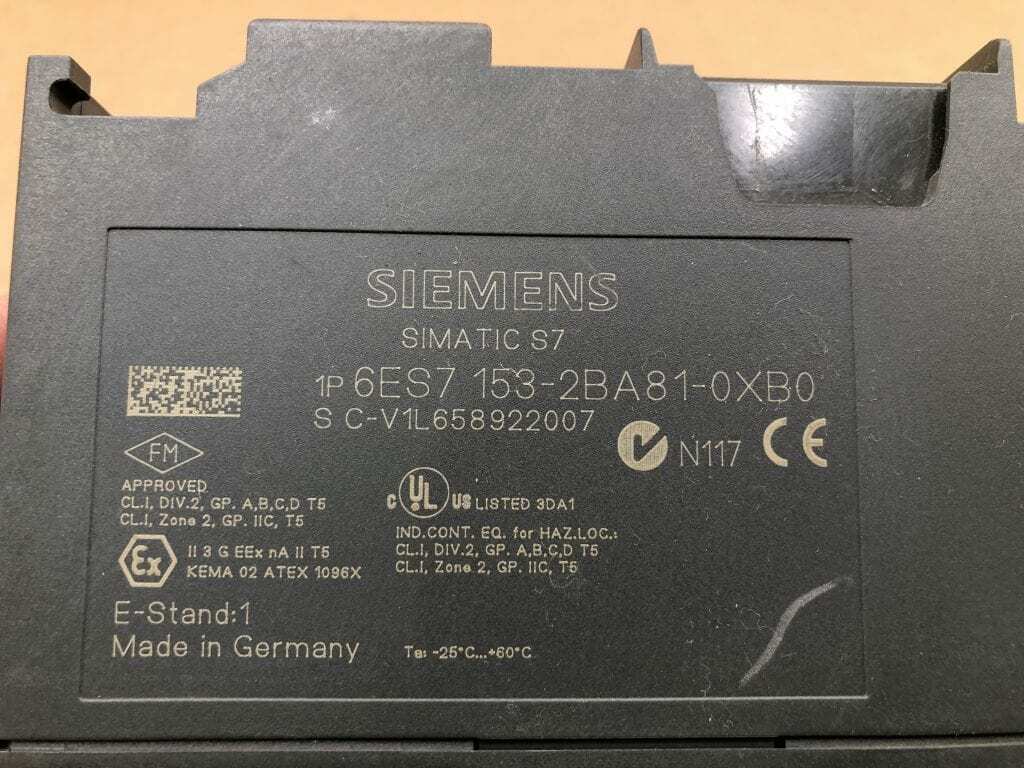 SIEMENS
SIMATIC S7
1P 6ES7 153-2BA81-0XB0
S C-V1L658922007
N117 CE
FM
APPROVED
CL.I, DIV.2, GP. A,B,C,D T5
CL.I, Zone 2, GP. IIC, T5
C UL US LISTED 3DA1
IND.CONT. EQ. for HAZ.LOC.:
CL.I, DIV.2, GP. A,B,C,D T5
CL.I, Zone 2, GP. IIC, T5
Ex II 3 G EEx nA II T5
KEMA 02 ATEX 1096X
E-Stand:1
Made in Germany
Ta: -25°C...+60°C